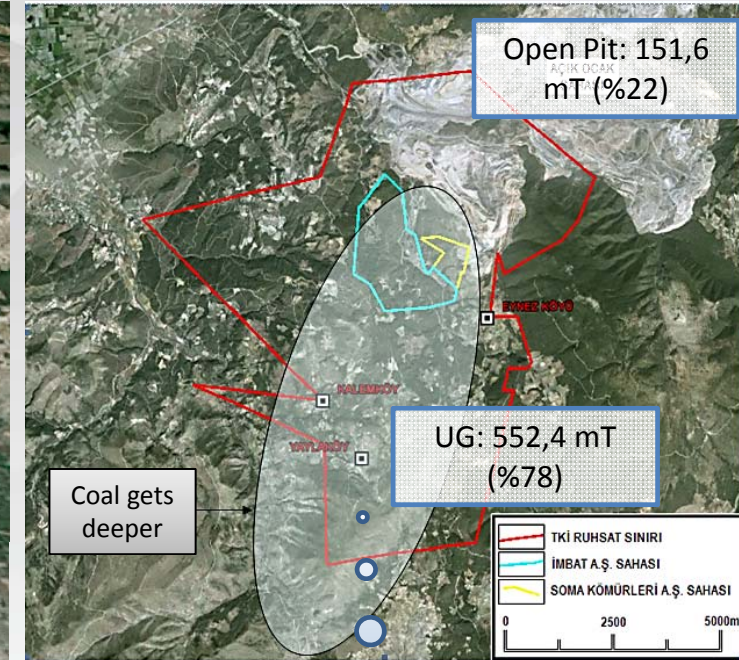 Open Pit: 151,6
mT (%22)
AÇIK OCAK
EYNEZ KÖYÜ
KALEMKÖY
UG: 552,4 mT
(%78)
YAYLAKÖY
Coal gets
deeper
TKİ RUHSAT SINIRI
İMBAT A.Ş. SAHASI
SOMA KÖMÜRLERİ A.Ş. SAHASI
0 2500 5000m